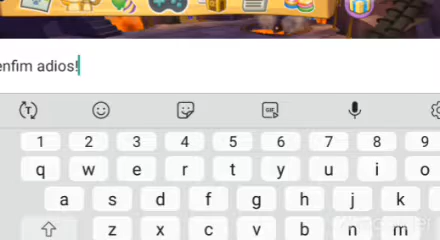 enfim adios!
1 2 3 4 5 6 7 8 9
q w e r t y u i o
a s d f g h j k
z x c v b n m